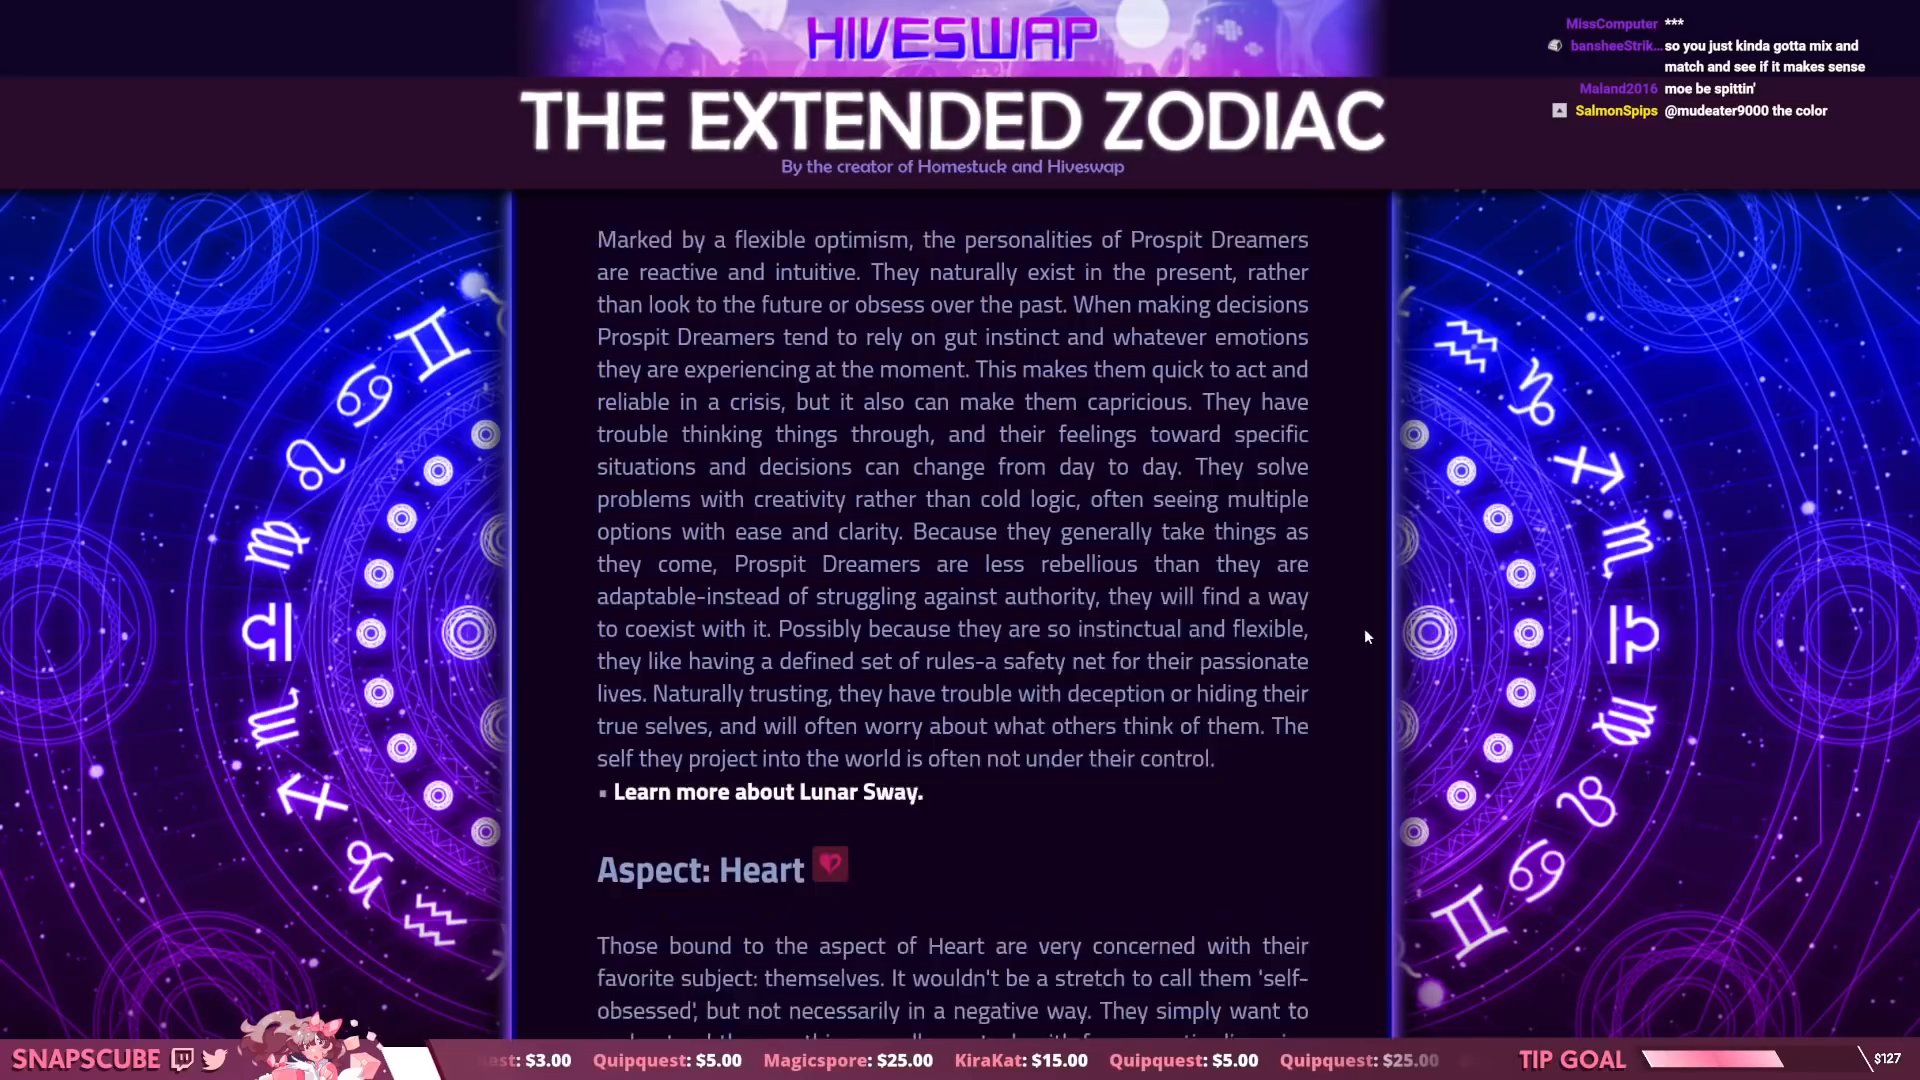 HIVESWAP
THE EXTENDED ZODIAC
By the creator of Homestuck and Hiveswap
MissComputer ***
bansheeStrik... so you just kinda gotta mix and
match and see if it makes sense
Maland2016 moe be spittin'
SalmonSpips @mudeater9000 the color
Marked by a flexible optimism, the personalities of Prospit Dreamers
are reactive and intuitive. They naturally exist in the present, rather
than look to the future or obsess over the past. When making decisions
Prospit Dreamers tend to rely on gut instinct and whatever emotions
they are experiencing at the moment. This makes them quick to act and
reliable in a crisis, but it also can make them capricious. They have
trouble thinking things through, and their feelings toward specific
situations and decisions can change from day to day. They solve
problems with creativity rather than cold logic, often seeing multiple
options with ease and clarity. Because they generally take things as
they come, Prospit Dreamers are less rebellious than they are
adaptable-instead of struggling against authority, they will find a way
to coexist with it. Possibly because they are so instinctual and flexible,
they like having a defined set of rules-a safety net for their passionate
lives. Naturally trusting, they have trouble with deception or hiding their
true selves, and will often worry about what others think of them. The
self they project into the world is often not under their control.
▪ Learn more about Lunar Sway.
Aspect: Heart
Those bound to the aspect of Heart are very concerned with their
favorite subject: themselves. It wouldn't be a stretch to call them 'self-
obsessed', but not necessarily in a negative way. They simply want to
SNAPSCUBE
est: $3.00 Quipquest: $5.00 Magicspore: $25.00 KiraKat: $15.00 Quipquest: $5.00 Quipquest: $25.00
TIP GOAL $127